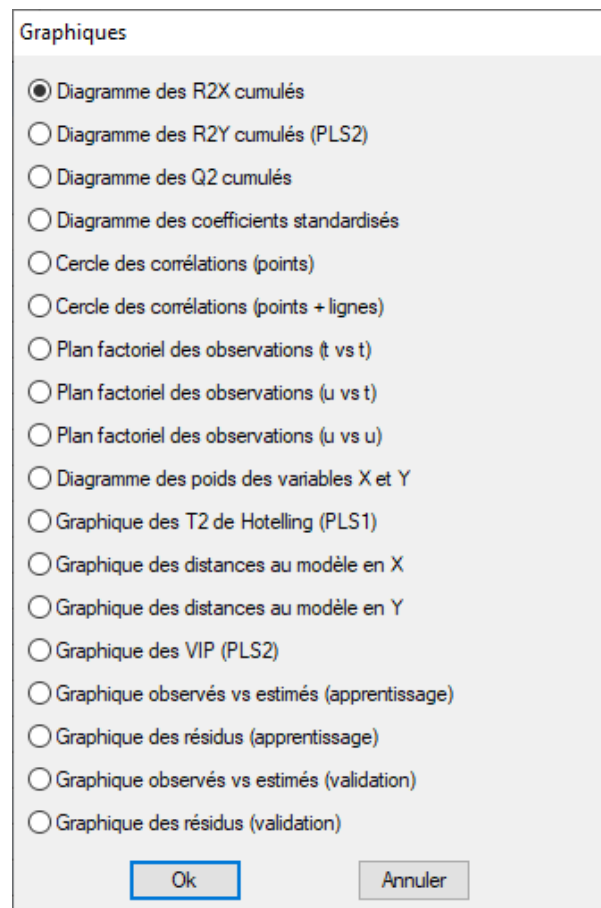 Graphiques
Diagramme des R2X cumulés
Diagramme des R2Y cumulés (PLS2)
Diagramme des Q2 cumulés
Diagramme des coefficients standardisés
Cercle des corrélations (points)
Cercle des corrélations (points + lignes)
Plan factoriel des observations (t vs t)
Plan factoriel des observations (u vs t)
Plan factoriel des observations (u vs u)
Diagramme des poids des variables X et Y
Graphique des T2 de Hotelling (PLS1)
Graphique des distances au modèle en X
Graphique des distances au modèle en Y
Graphique des VIP (PLS2)
Graphique observés vs estimés (apprentissage)
Graphique des résidus (apprentissage)
Graphique observés vs estimés (validation)
Graphique des résidus (validation)
Ok Annuler